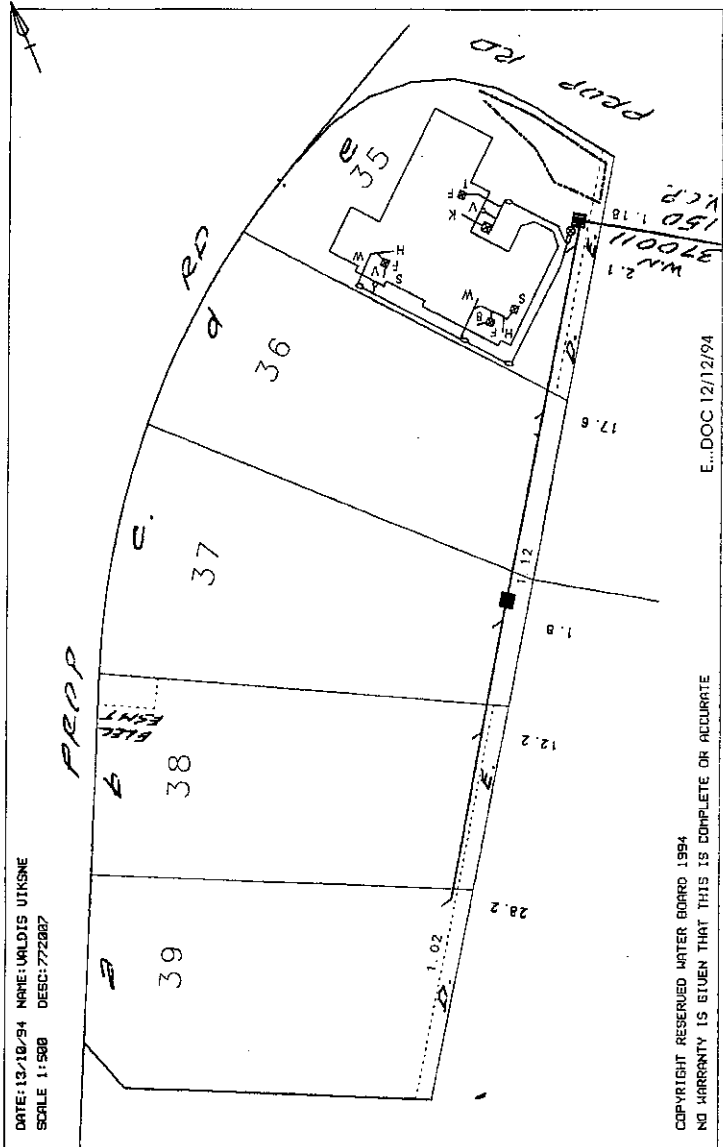 DATE:13/10/94 NAME:VALDIS VIKSNE
SCALE 1:500 DESC:772807
PROP RD
PROP RD
a
b
c.
d
e
39
38
37
36
35
ELEC
ESMT
W
H
F
V
S
K
V
F
1
W
B
F
H
S
D.
E.
D.
E.
1.02
28.2
12.2
1.8
1.12
17.6
2.1
1.18
W.N.
370011
150
V.C.P.
E...DOC 12/12/94
COPYRIGHT RESERVED WATER BOARD 1994
NO WARRANTY IS GIVEN THAT THIS IS COMPLETE OR ACCURATE